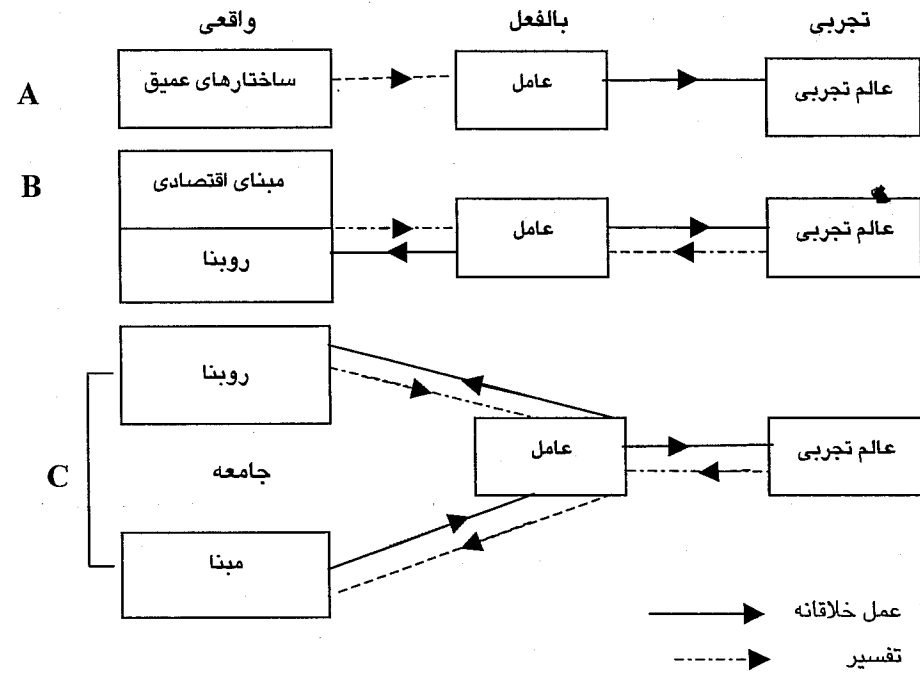 تجربی
بالفعل
واقعی
A
ساختارهای عمیق
عامل
عالم تجربی
B
مبنای اقتصادی
روبنا
عامل
عالم تجربی
C
روبنا
جامعه
مبنا
عامل
عالم تجربی
عمل خلاقانه
تفسیر